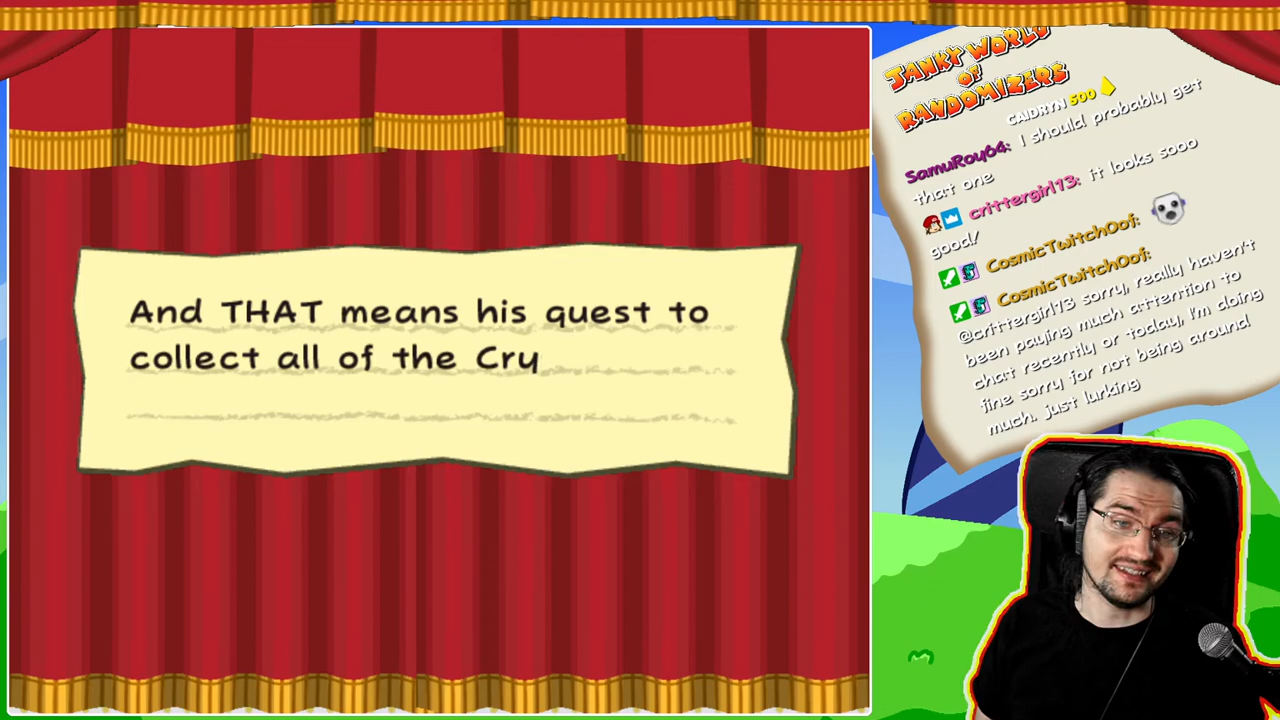 And THAT means his quest to
collect all of the Cry
JANKY WORLD
OF
RANDOMIZERS
CAIDRYN 500
SamuRoy64: I should probably get
that one
crittergirl13: it looks sooo
good!
CosmicTwitchOof:
CosmicTwitchOof:
@crittergirl13 sorry, really haven't
been paying much attention to
chat recently or today, I'm doing
fine sorry for not being around
much. just lurking